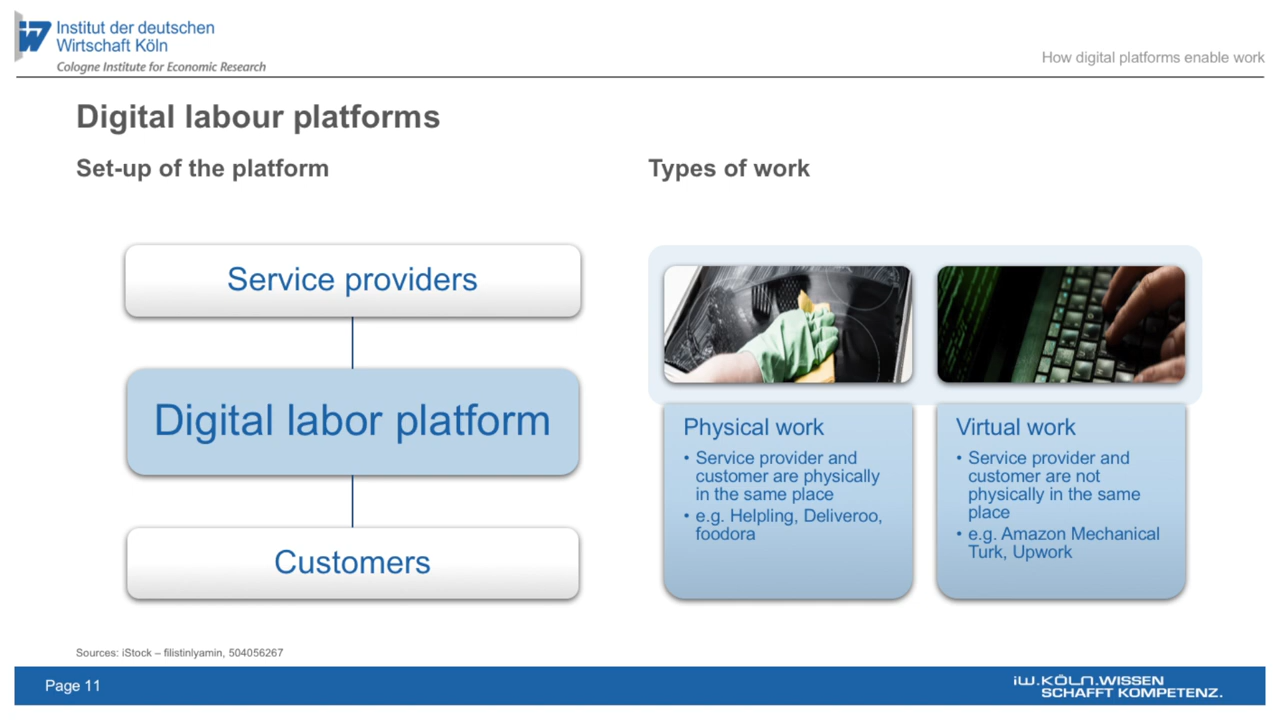 Institut der deutschen
Wirtschaft Köln
Cologne Institute for Economic Research
How digital platforms enable work
Digital labour platforms
Set-up of the platform
Service providers
Digital labor platform
Customers
Types of work
Physical work
• Service provider and
customer are physically
in the same place
• e.g. Helpling, Deliveroo,
foodora
Virtual work
• Service provider and
customer are not
physically in the same
place
• e.g. Amazon Mechanical
Turk, Upwork
Sources: iStock – filistinlyamin, 504056267
Page 11
iW.KÖLN.WISSEN
SCHAFFT KOMPETENZ.